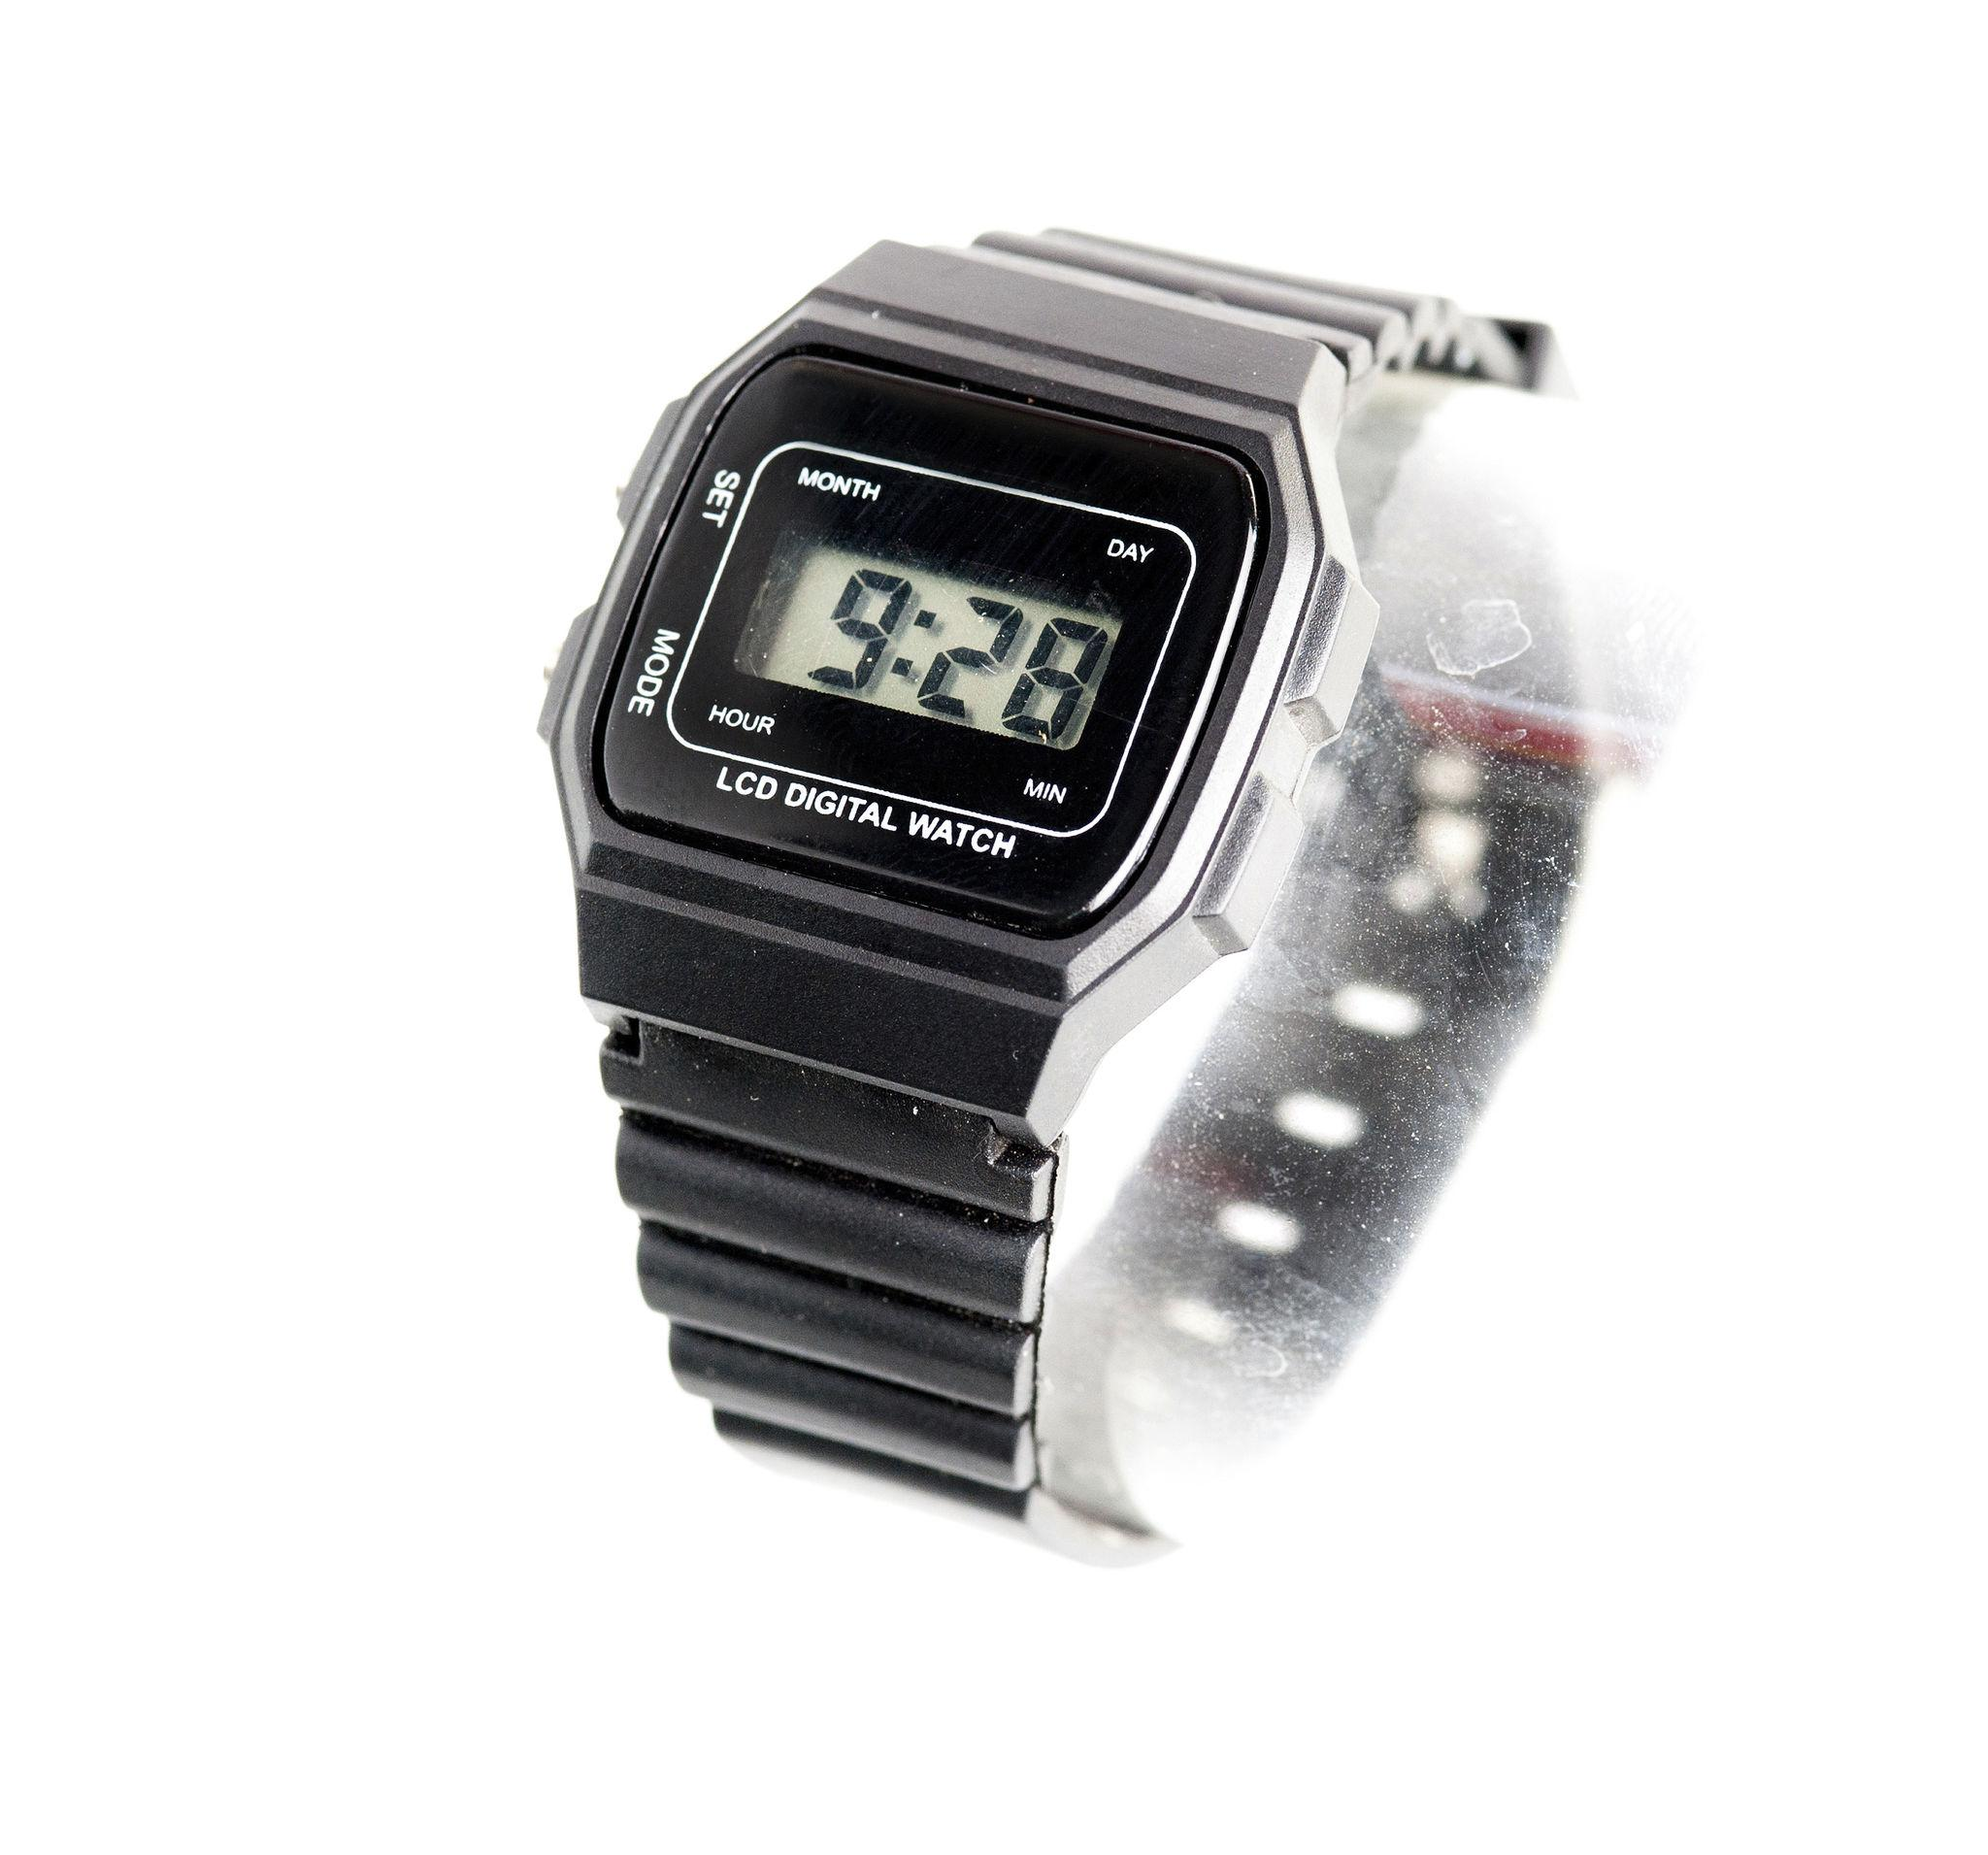 SET
MODE
MONTH
DAY
9:28
HOUR
MIN
LCD DIGITAL WATCH